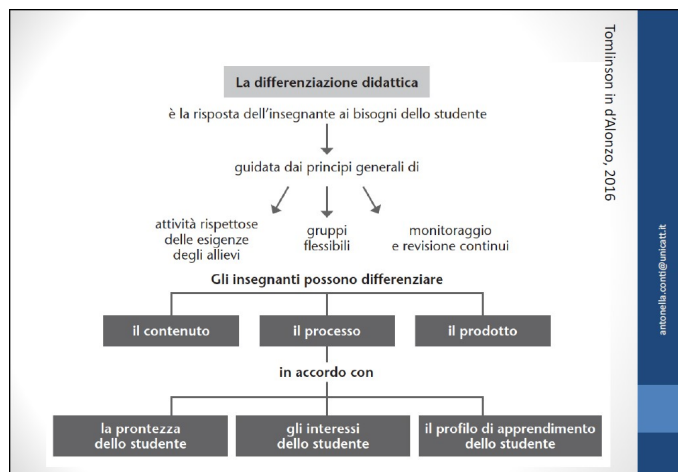 La differenziazione didattica
è la risposta dell'insegnante ai bisogni dello studente
guidata dai principi generali di
attività rispettose
delle esigenze
degli allievi
gruppi
flessibili
monitoraggio
e revisione continui
Gli insegnanti possono differenziare
il contenuto
il processo
il prodotto
in accordo con
la prontezza
dello studente
gli interessi
dello studente
il profilo di apprendimento
dello studente
Tomlinson in d'Alonzo, 2016
antonella.conti@unicatt.it